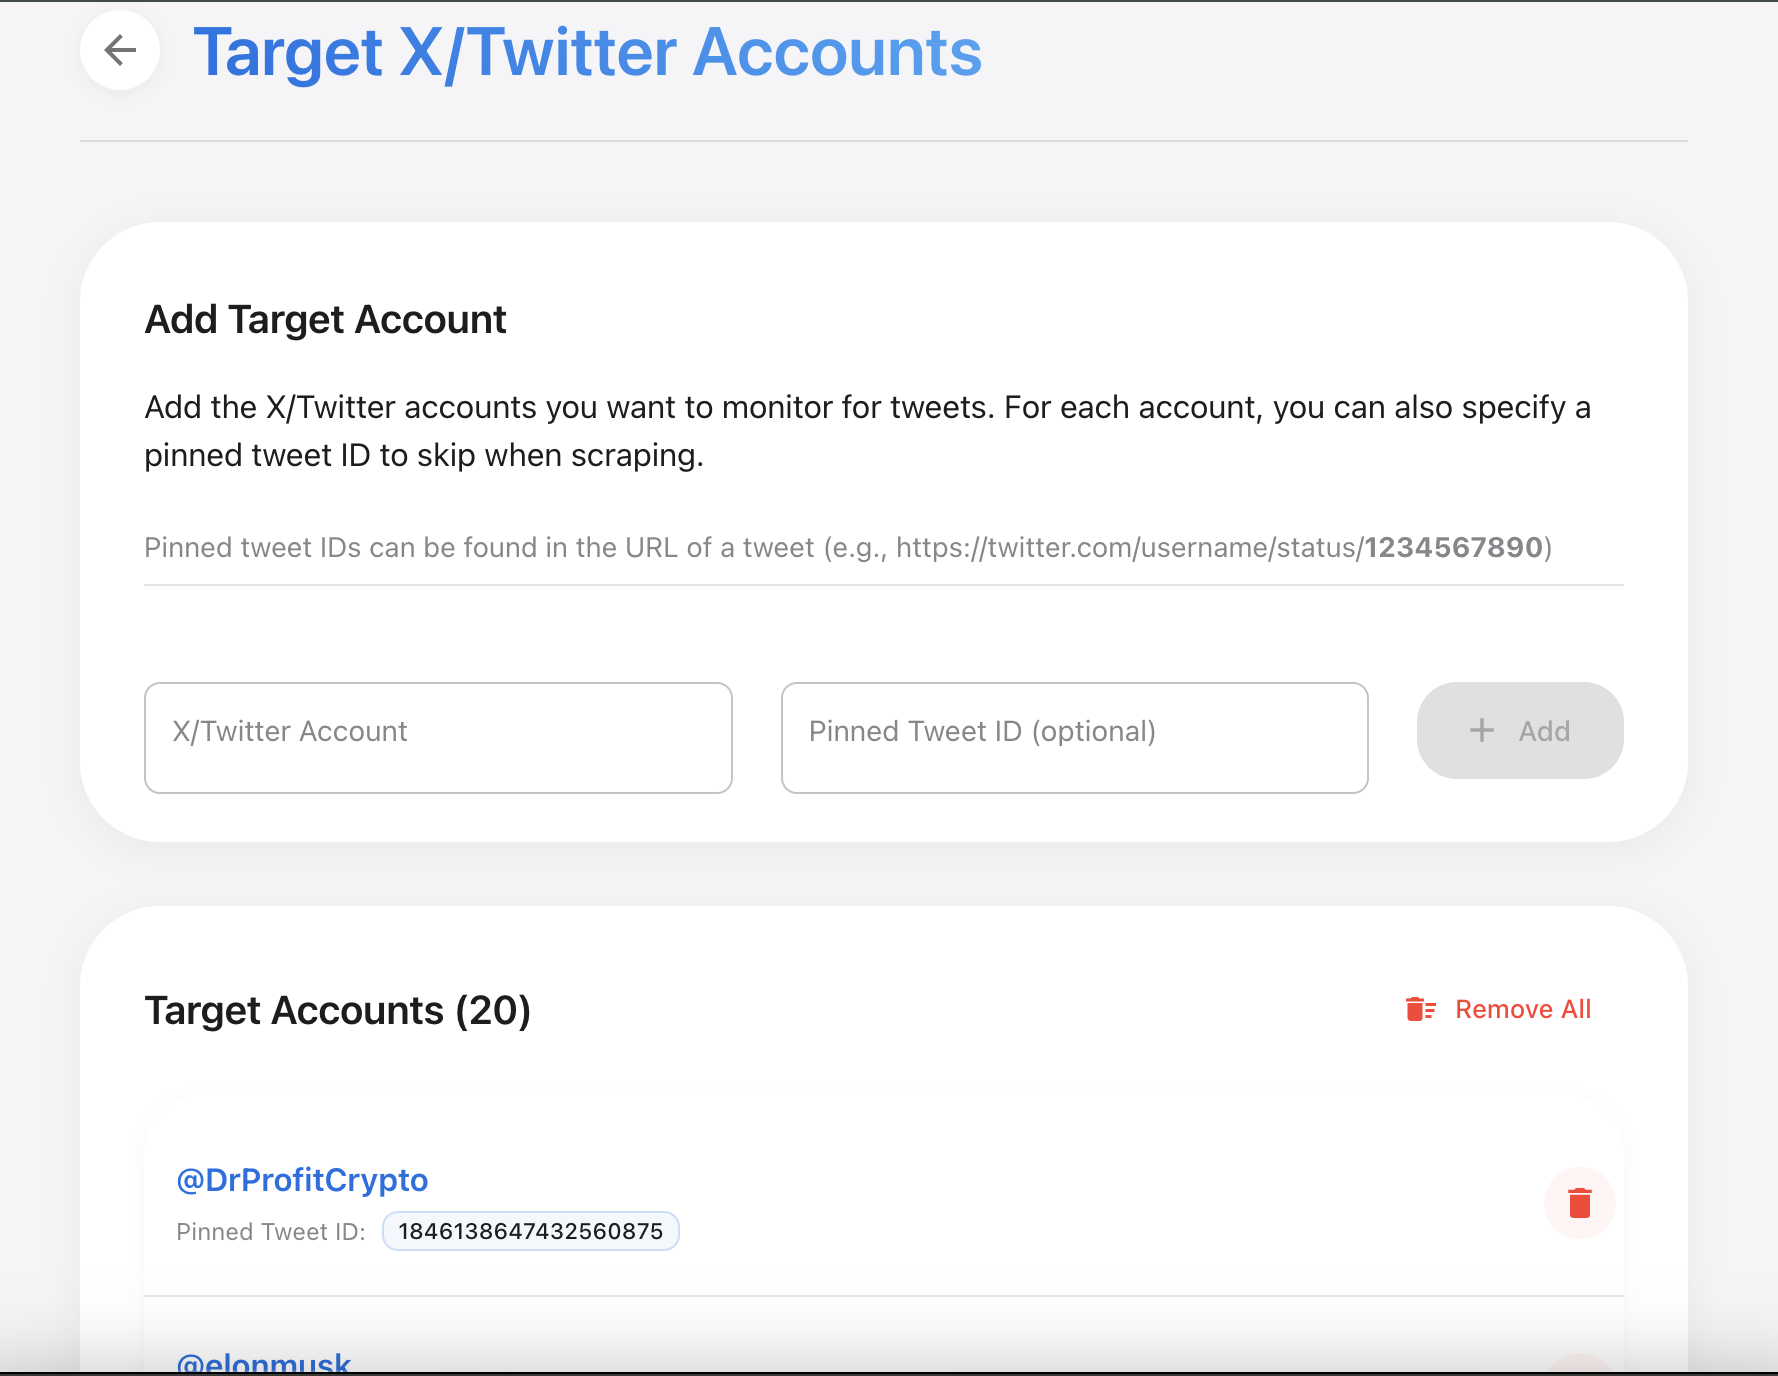 Target X/Twitter Accounts
Add Target Account
Add the X/Twitter accounts you want to monitor for tweets. For each account, you can also specify a
pinned tweet ID to skip when scraping.
Pinned tweet IDs can be found in the URL of a tweet (e.g., https://twitter.com/username/status/1234567890)
X/Twitter Account
Pinned Tweet ID (optional)
+ Add
Target Accounts (20)
Remove All
@DrProfitCrypto
Pinned Tweet ID: 1846138647432560875
@elonmusk